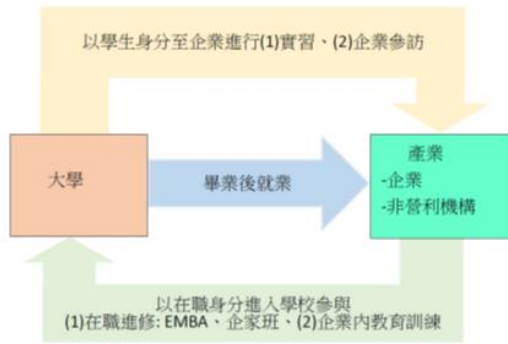 以學生身分至企業進行(1)實習、(2)企業參訪
大學
畢業後就業
產業
-企業
-非營利機構
以在職身分進入學校參與
(1)在職進修: EMBA、企家班、(2)企業內教育訓練